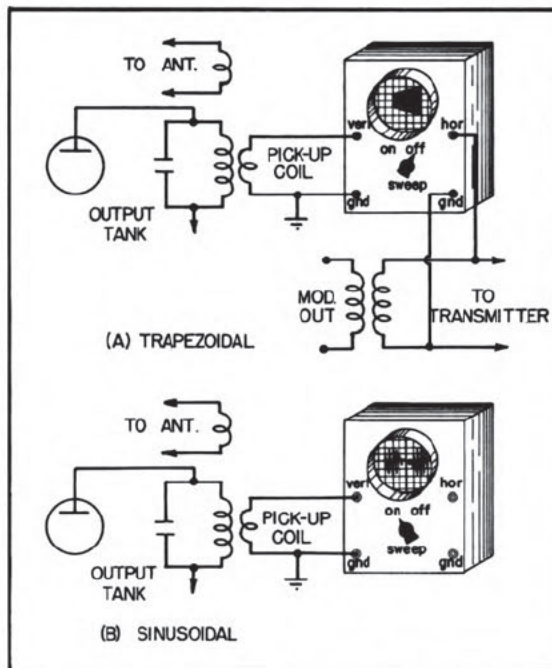 TO ANT.
vert
hor
on off
sweep
gnd
gnd
PICK-UP
COIL
OUTPUT
TANK
MOD.
OUT
TO
TRANSMITTER
(A) TRAPEZOIDAL
TO ANT.
vert
hor
on off
sweep
gnd
gnd
PICK-UP
COIL
OUTPUT
TANK
(B) SINUSOIDAL